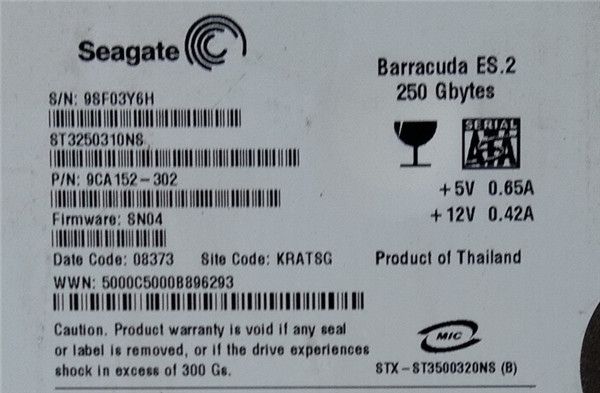 Seagate
Barracuda ES.2
250 Gbytes
S/N: 9SF03Y6H
ST3250310NS
SERIAL
ATA
P/N: 9CA152-302
+5V 0.65A
+12V 0.42A
Firmware: SN04
Date Code: 08373 Site Code: KRATSG
Product of Thailand
WWN: 5000C5000B896293
Caution. Product warranty is void if any seal
or label is removed, or if the drive experiences
shock in excess of 300 Gs.
MIC
STX-ST3500320NS (B)